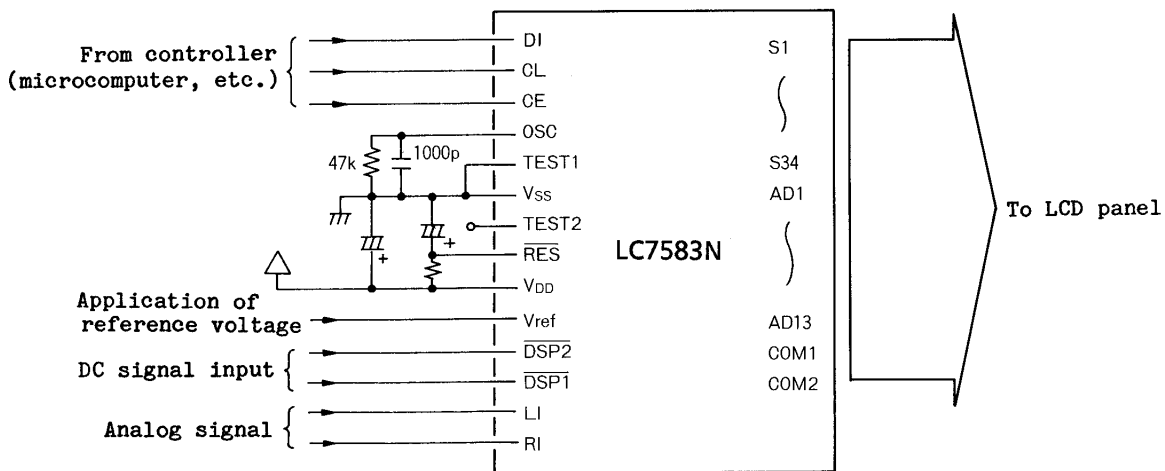 From controller
(microcomputer, etc.)
DI
CL
CE
OSC
47k
1000p
TEST1
VSS
TEST2
+
+
RES
VDD
Application of
reference voltage
Vref
DC signal input
DSP2
DSP1
Analog signal
LI
RI
LC7583N
S1
S34
AD1
AD13
COM1
COM2
To LCD panel